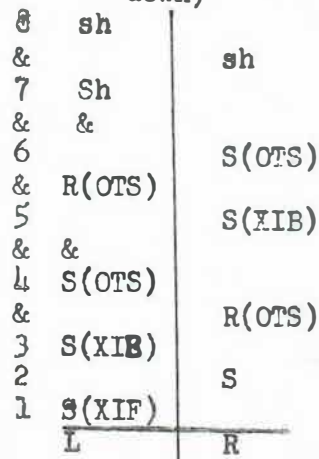 down)
8 sh
& sh
7 Sh
& &
6 S(OTS)
& R(OTS)
5 S(XIB)
& &
4 S(OTS)
& R(OTS)
3 S(XIB)
2 S
1 S(XIF)
L R